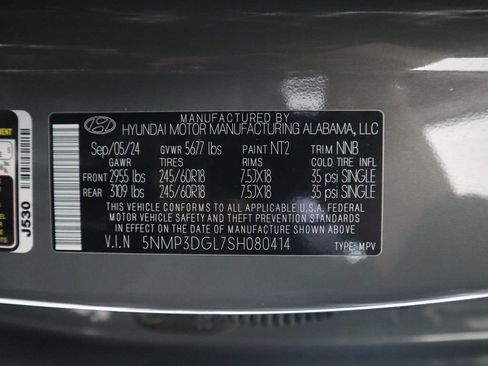 MANUFACTURED BY
HYUNDAI MOTOR MANUFACTURING ALABAMA, LLC
Sep/05/24 GVWR 5677 lbs PAINT NT2 TRIM NNB
GAWR TIRES RIMS COLD TIRE INFL
FRONT 2955 lbs 245/60R18 7.5JX18 35 psi SINGLE
REAR 3109 lbs 245/60R18 7.5JX18 35 psi SINGLE
THIS VEHICLE CONFORMS TO ALL APPLICABLE U.S.A. FEDERAL
MOTOR VEHICLE SAFETY AND THEFT PREVENTION STANDARDS
IN EFFECT ON THE DATE OF MANUFACTURE SHOWN ABOVE.
V.I.N 5NMP3DGL7SH080414 TYPE: MPV
J530